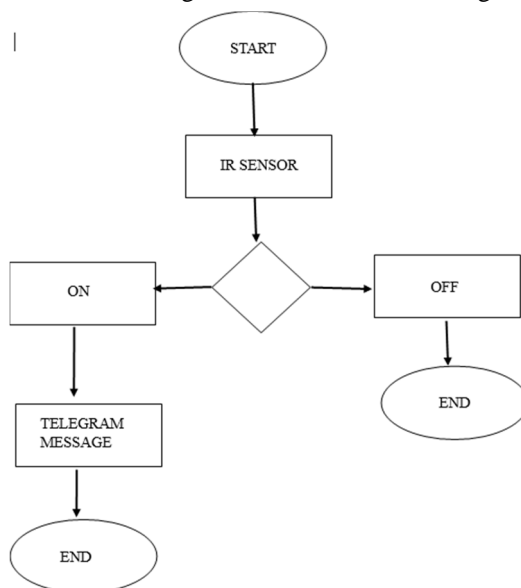 START
IR SENSOR
ON
OFF
END
TELEGRAM
MESSAGE
END